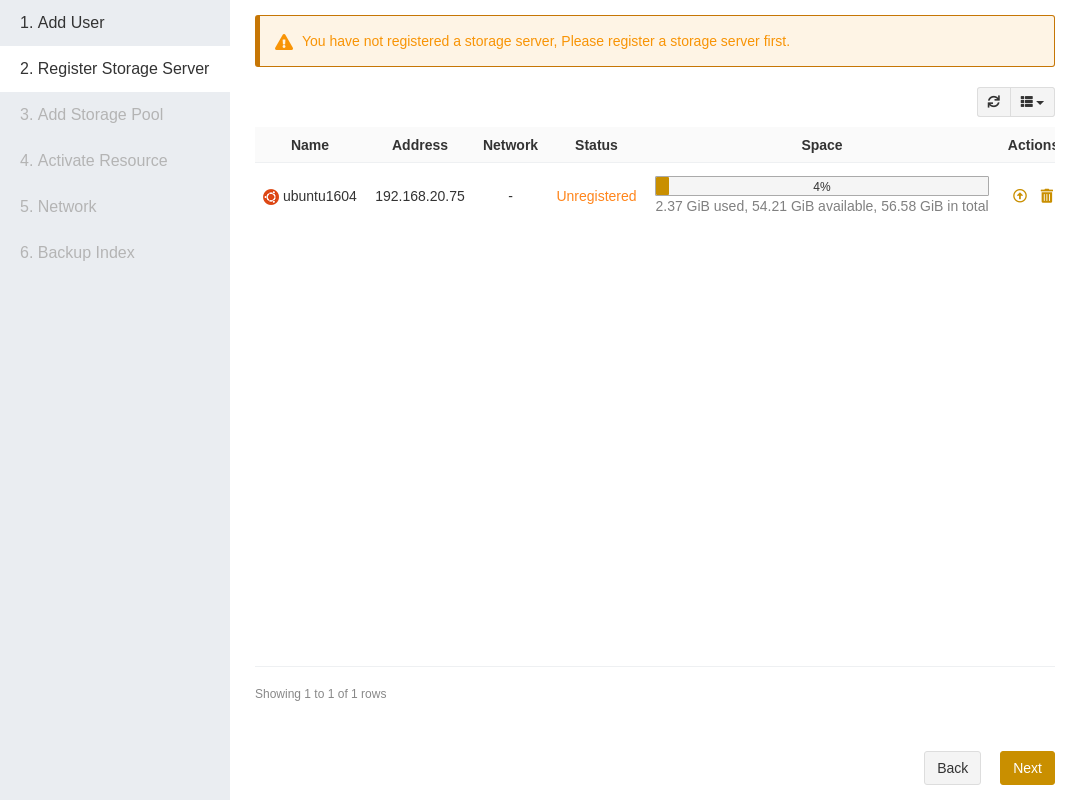 1. Add User
2. Register Storage Server
3. Add Storage Pool
4. Activate Resource
5. Network
6. Backup Index
You have not registered a storage server, Please register a storage server first.
Name Address Network Status Space Actions
ubuntu1604 192.168.20.75 - Unregistered 4%
2.37 GiB used, 54.21 GiB available, 56.58 GiB in total
Showing 1 to 1 of 1 rows
Back Next